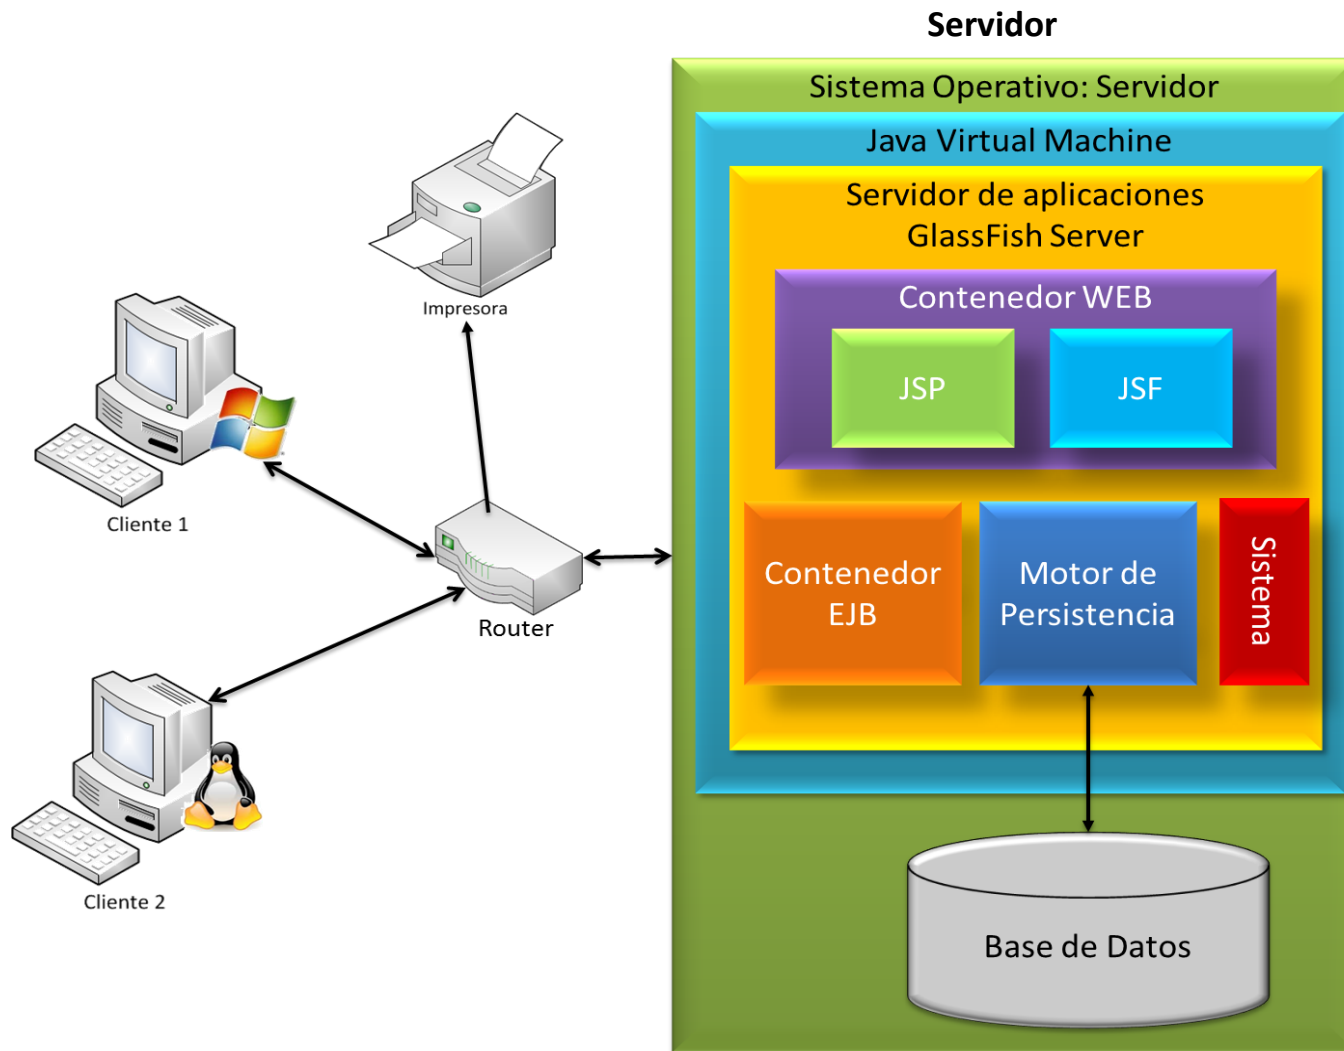 Servidor
Sistema Operativo: Servidor
Java Virtual Machine
Servidor de aplicaciones
GlassFish Server
Contenedor WEB
JSP
JSF
Contenedor
EJB
Motor de
Persistencia
Sistema
Base de Datos
Impresora
Cliente 1
Router
Cliente 2